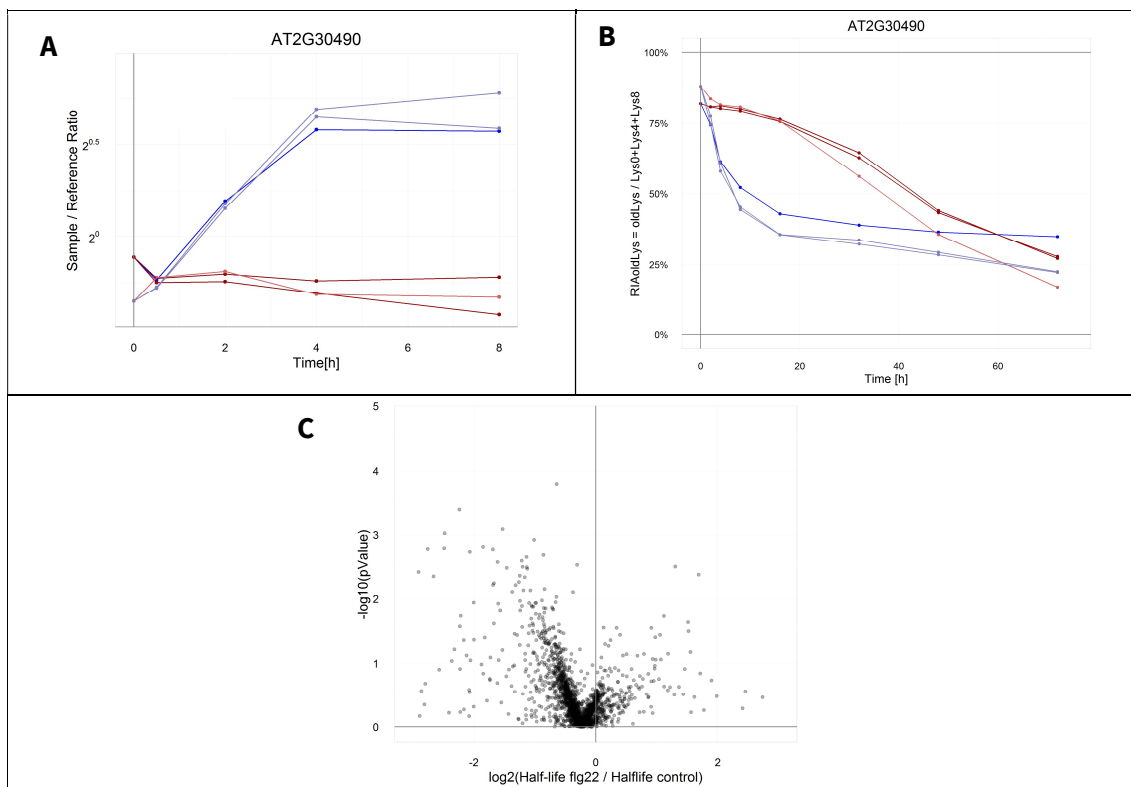 A
AT2G30490
Sample / Reference Ratio
2^0.5
2^0
0 2 4 6 8
Time[h]
B
AT2G30490
RIAoldLys = oldLys / Lys0+Lys4+Lys8
100%
75%
50%
25%
0%
0 20 40 60
Time [h]
C
-log10(pValue)
5
4
3
2
1
0
-2 0 2
log2(Half-life flg22 / Halflife control)